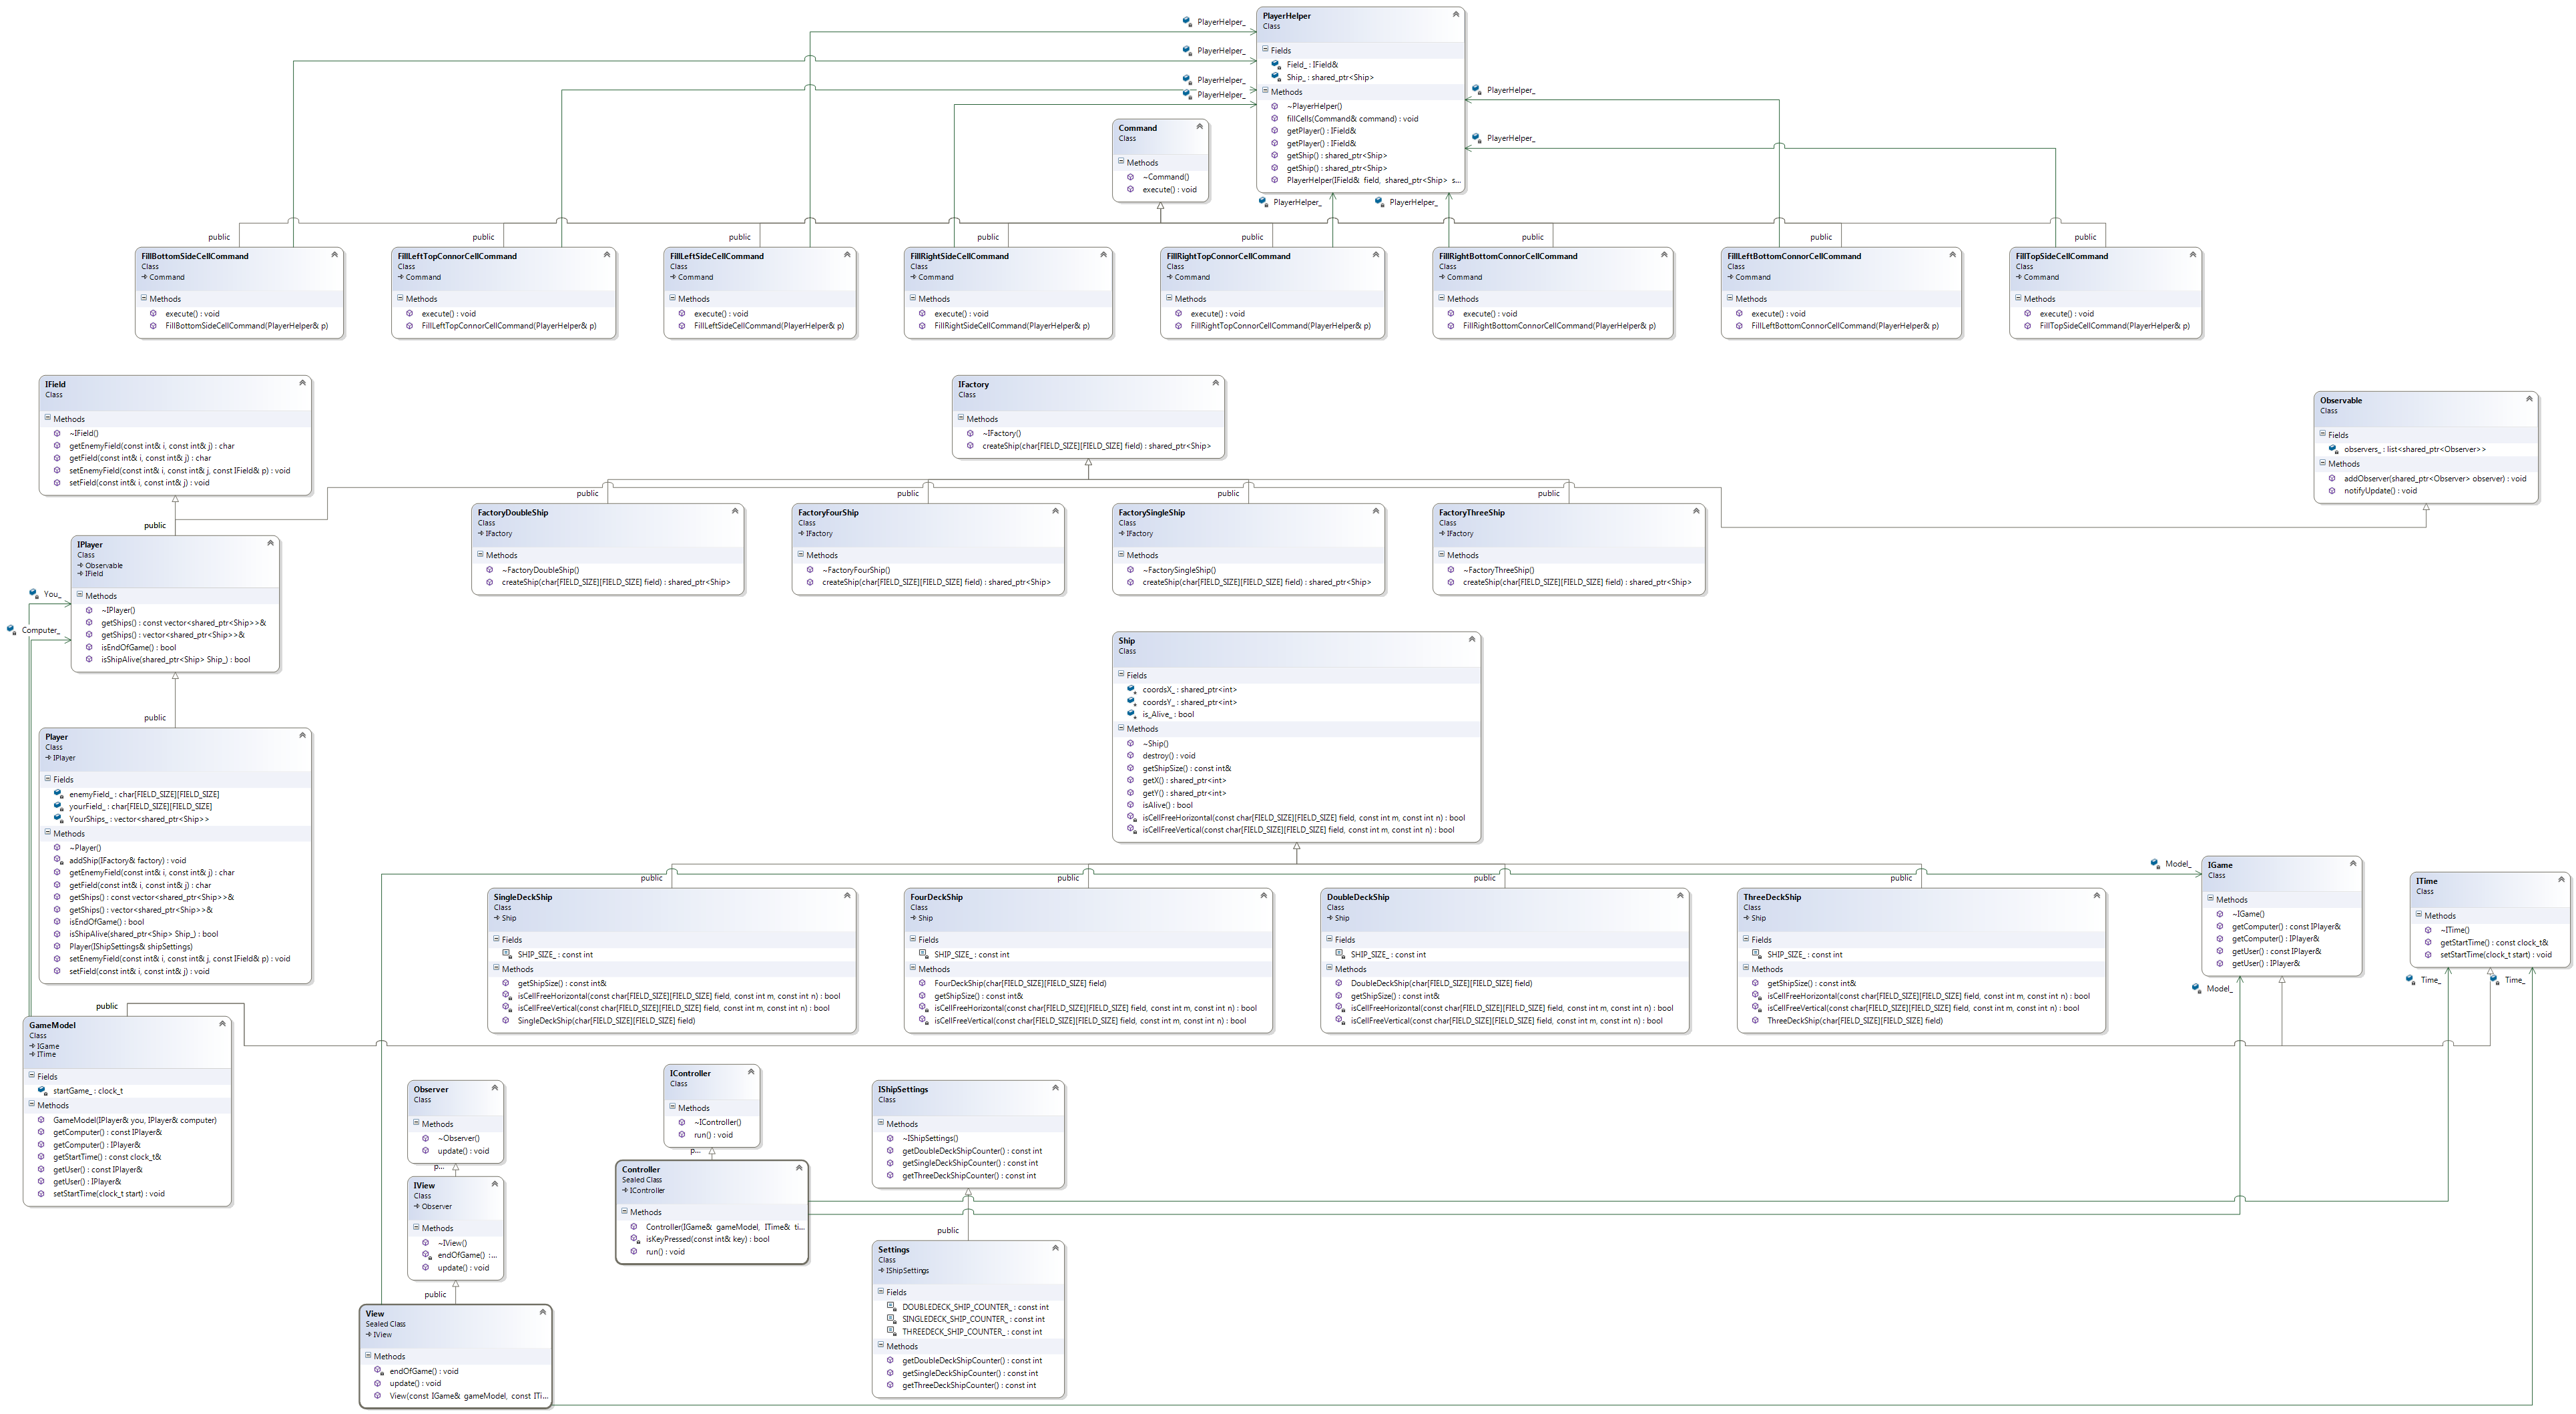 PlayerHelper_
PlayerHelper_
PlayerHelper_
PlayerHelper_
PlayerHelper
Class
Fields
Field_ : IField&
Ship_ : shared_ptr<Ship>
Methods
~PlayerHelper()
fillCells(Command& command) : void
getPlayer() : IField&
getPlayer() : IField&
getShip() : shared_ptr<Ship>
getShip() : shared_ptr<Ship>
PlayerHelper(IField& field, shared_ptr<Ship> s...
PlayerHelper_
PlayerHelper_
PlayerHelper_
PlayerHelper_
Command
Class
Methods
~Command()
execute() : void
public
public
public
public
public
public
public
public
FillBottomSideCellCommand
Class
Command
Methods
execute() : void
FillBottomSideCellCommand(PlayerHelper& p)
FillLeftTopConnorCellCommand
Class
Command
Methods
execute() : void
FillLeftTopConnorCellCommand(PlayerHelper& p)
FillLeftSideCellCommand
Class
Command
Methods
execute() : void
FillLeftSideCellCommand(PlayerHelper& p)
FillRightSideCellCommand
Class
Command
Methods
execute() : void
FillRightSideCellCommand(PlayerHelper& p)
FillRightTopConnorCellCommand
Class
Command
Methods
execute() : void
FillRightTopConnorCellCommand(PlayerHelper& p)
FillRightBottomConnorCellCommand
Class
Command
Methods
execute() : void
FillRightBottomConnorCellCommand(PlayerHelper& p)
FillLeftBottomConnorCellCommand
Class
Command
Methods
execute() : void
FillLeftBottomConnorCellCommand(PlayerHelper& p)
FillTopSideCellCommand
Class
Command
Methods
execute() : void
FillTopSideCellCommand(PlayerHelper& p)
IField
Class
Methods
~IField()
getEnemyField(const int& i, const int& j) : char
getField(const int& i, const int& j) : char
setEnemyField(const int& i, const int& j, const IField& p) : void
setField(const int& i, const int& j) : void
IFactory
Class
Methods
~IFactory()
createShip(char[FIELD_SIZE][FIELD_SIZE] field) : shared_ptr<Ship>
Observable
Class
Fields
observers_ : list<shared_ptr<Observer>>
Methods
addObserver(shared_ptr<Observer> observer) : void
notifyUpdate() : void
public
public
public
public
public
FactoryDoubleShip
Class
IFactory
Methods
~FactoryDoubleShip()
createShip(char[FIELD_SIZE][FIELD_SIZE] field) : shared_ptr<Ship>
FactoryFourShip
Class
IFactory
Methods
~FactoryFourShip()
createShip(char[FIELD_SIZE][FIELD_SIZE] field) : shared_ptr<Ship>
FactorySingleShip
Class
IFactory
Methods
~FactorySingleShip()
createShip(char[FIELD_SIZE][FIELD_SIZE] field) : shared_ptr<Ship>
FactoryThreeShip
Class
IFactory
Methods
~FactoryThreeShip()
createShip(char[FIELD_SIZE][FIELD_SIZE] field) : shared_ptr<Ship>
IPlayer
Class
Observable
IField
Methods
~IPlayer()
getShips() : const vector<shared_ptr<Ship>>&
getShips() : vector<shared_ptr<Ship>>&
isEndOfGame() : bool
isShipAlive(shared_ptr<Ship> Ship_) : bool
You_
Computer_
public
Ship
Class
Fields
coordsX_ : shared_ptr<int>
coordsY_ : shared_ptr<int>
is_Alive_ : bool
Methods
~Ship()
destroy() : void
getShipSize() : const int&
getX() : shared_ptr<int>
getY() : shared_ptr<int>
isAlive() : bool
isCellFreeHorizontal(const char[FIELD_SIZE][FIELD_SIZE] field, const int m, const int n) : bool
isCellFreeVertical(const char[FIELD_SIZE][FIELD_SIZE] field, const int m, const int n) : bool
Player
Class
IPlayer
Fields
enemyField_ : char[FIELD_SIZE][FIELD_SIZE]
yourField_ : char[FIELD_SIZE][FIELD_SIZE]
YourShips_ : vector<shared_ptr<Ship>>
Methods
~Player()
addShip(IFactory& factory) : void
getEnemyField(const int& i, const int& j) : char
getField(const int& i, const int& j) : char
getShips() : const vector<shared_ptr<Ship>>&
getShips() : vector<shared_ptr<Ship>>&
isEndOfGame() : bool
isShipAlive(shared_ptr<Ship> Ship_) : bool
Player(IShipSettings& shipSettings)
setEnemyField(const int& i, const int& j, const IField& p) : void
setField(const int& i, const int& j) : void
public
public
public
public
SingleDeckShip
Class
Ship
Fields
SHIP_SIZE_ : const int
Methods
getShipSize() : const int&
isCellFreeHorizontal(const char[FIELD_SIZE][FIELD_SIZE] field, const int m, const int n) : bool
isCellFreeVertical(const char[FIELD_SIZE][FIELD_SIZE] field, const int m, const int n) : bool
SingleDeckShip(char[FIELD_SIZE][FIELD_SIZE] field)
FourDeckShip
Class
Ship
Fields
SHIP_SIZE_ : const int
Methods
FourDeckShip(char[FIELD_SIZE][FIELD_SIZE] field)
getShipSize() : const int&
isCellFreeHorizontal(const char[FIELD_SIZE][FIELD_SIZE] field, const int m, const int n) : bool
isCellFreeVertical(const char[FIELD_SIZE][FIELD_SIZE] field, const int m, const int n) : bool
DoubleDeckShip
Class
Ship
Fields
SHIP_SIZE_ : const int
Methods
DoubleDeckShip(char[FIELD_SIZE][FIELD_SIZE] field)
getShipSize() : const int&
isCellFreeHorizontal(const char[FIELD_SIZE][FIELD_SIZE] field, const int m, const int n) : bool
isCellFreeVertical(const char[FIELD_SIZE][FIELD_SIZE] field, const int m, const int n) : bool
ThreeDeckShip
Class
Ship
Fields
SHIP_SIZE_ : const int
Methods
getShipSize() : const int&
isCellFreeHorizontal(const char[FIELD_SIZE][FIELD_SIZE] field, const int m, const int n) : bool
isCellFreeVertical(const char[FIELD_SIZE][FIELD_SIZE] field, const int m, const int n) : bool
ThreeDeckShip(char[FIELD_SIZE][FIELD_SIZE] field)
Model_
IGame
Class
Methods
~IGame()
getComputer() : const IPlayer&
getComputer() : IPlayer&
getUser() : const IPlayer&
getUser() : IPlayer&
Model_
ITime
Class
Methods
~ITime()
getStartTime() : const clock_t&
setStartTime(clock_t start) : void
Time_
Time_
public
GameModel
Class
IGame
ITime
Fields
startGame_ : clock_t
Methods
GameModel(IPlayer& you, IPlayer& computer)
getComputer() : const IPlayer&
getComputer() : IPlayer&
getStartTime() : const clock_t&
getUser() : const IPlayer&
getUser() : IPlayer&
setStartTime(clock_t start) : void
Observer
Class
Methods
~Observer()
update() : void
p...
IView
Class
Observer
Methods
~IView()
endOfGame() :...
update() : void
public
View
Sealed Class
IView
Methods
endOfGame() : void
update() : void
View(const IGame& gameModel, const ITi...
IController
Class
Methods
~IController()
run() : void
p...
Controller
Sealed Class
IController
Methods
Controller(IGame& gameModel, ITime& ti...
isKeyPressed(const int& key) : bool
run() : void
IShipSettings
Class
Methods
~IShipSettings()
getDoubleDeckShipCounter() : const int
getSingleDeckShipCounter() : const int
getThreeDeckShipCounter() : const int
public
Settings
Class
IShipSettings
Fields
DOUBLEDECK_SHIP_COUNTER_ : const int
SINGLEDECK_SHIP_COUNTER_ : const int
THREEDECK_SHIP_COUNTER_ : const int
Methods
getDoubleDeckShipCounter() : const int
getSingleDeckShipCounter() : const int
getThreeDeckShipCounter() : const int